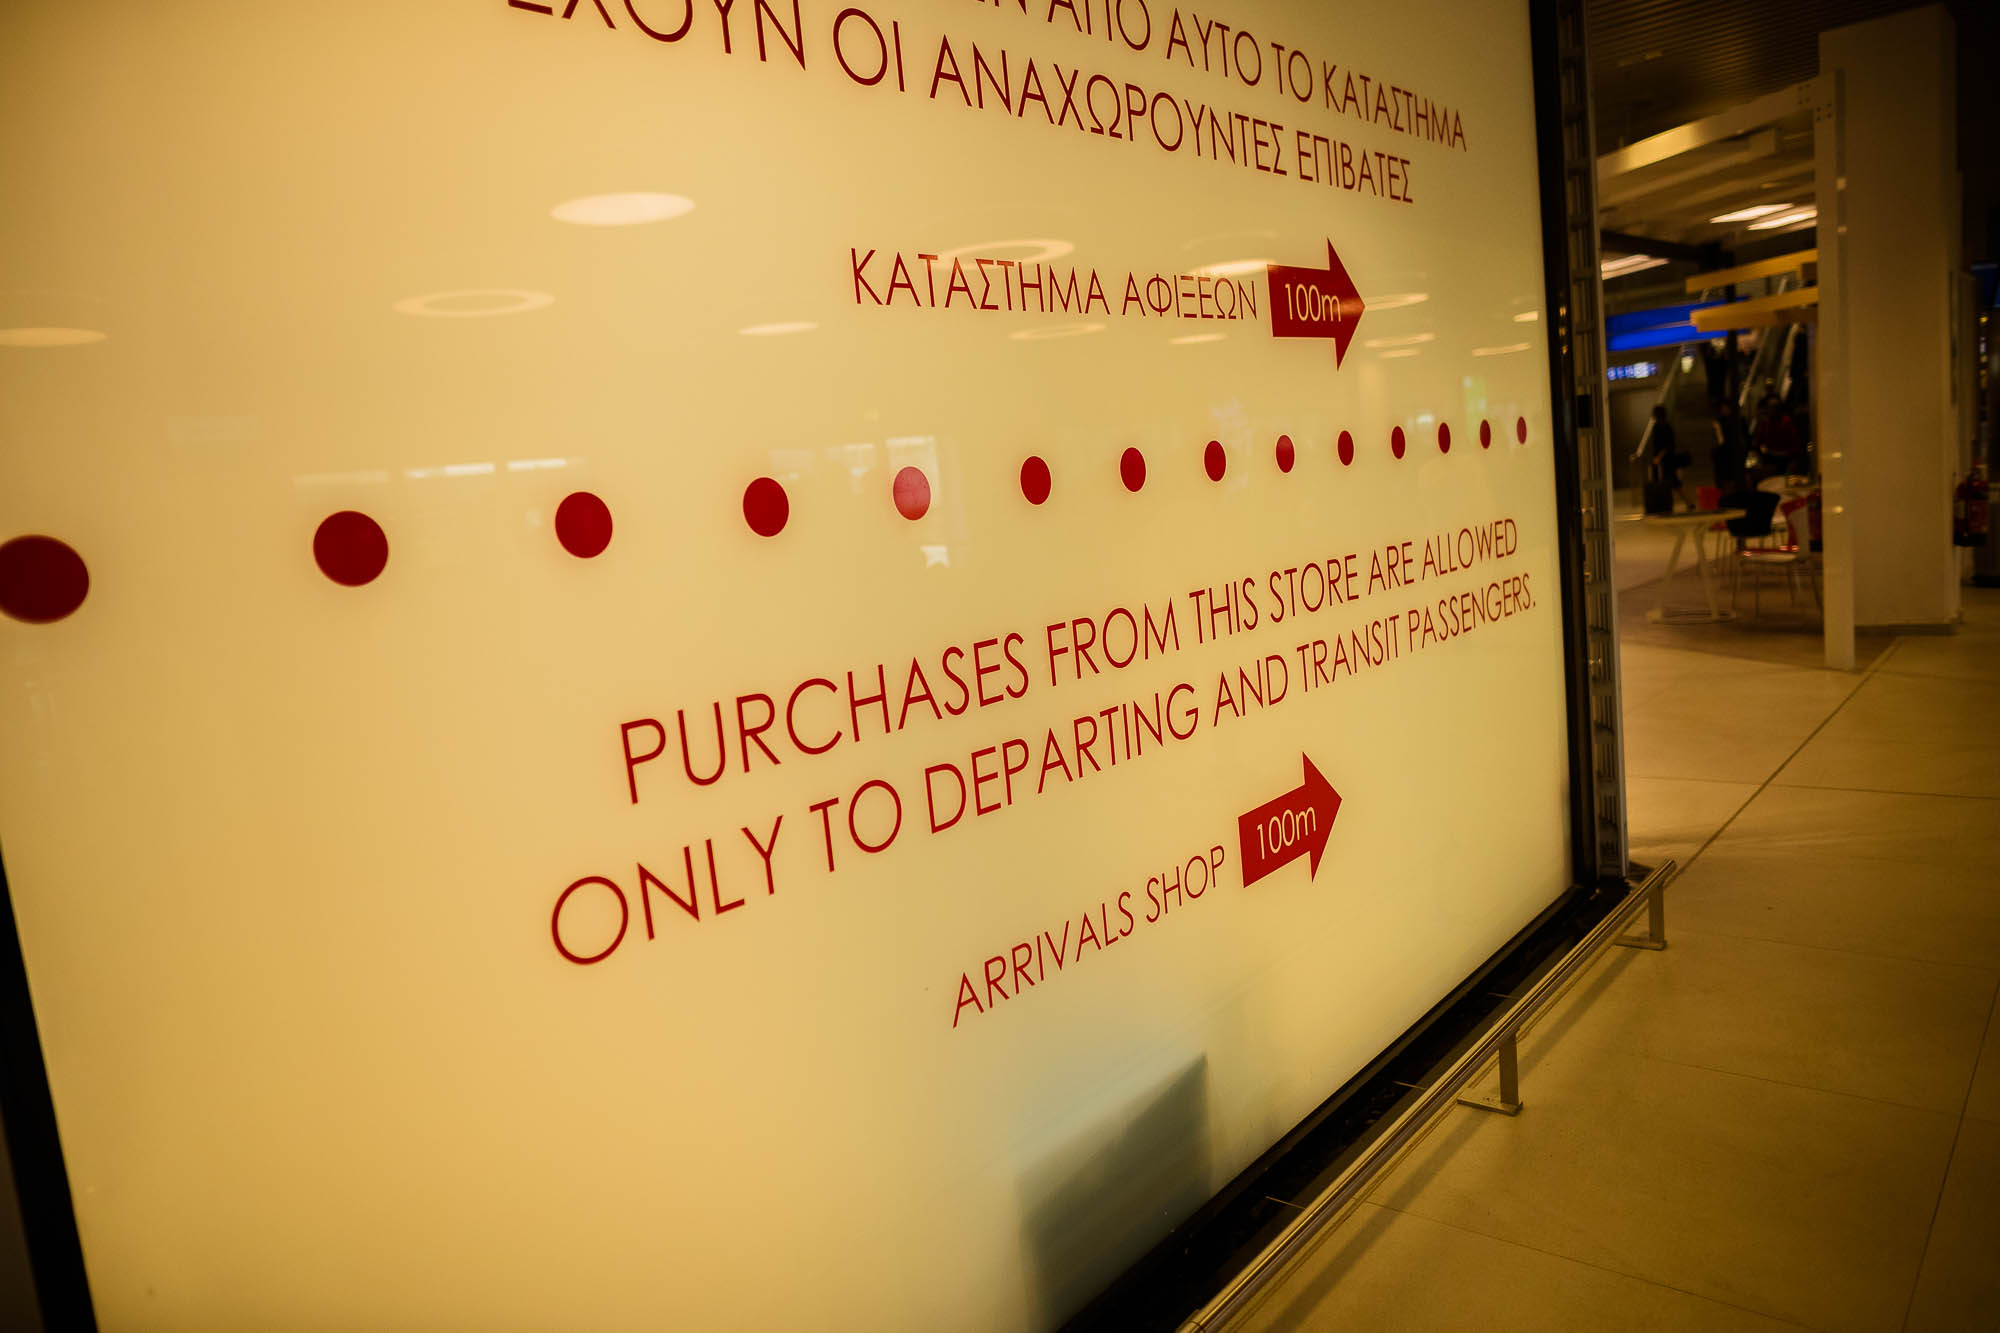 ΑΠΟ ΑΥΤΟ ΤΟ ΚΑΤΑΣΤΗΜΑ
ΕΧΟΥΝ ΟΙ ΑΝΑΧΩΡΟΥΝΤΕΣ ΕΠΙΒΑΤΕΣ
ΚΑΤΑΣΤΗΜΑ ΑΦΙΞΕΩΝ 100m
PURCHASES FROM THIS STORE ARE ALLOWED
ONLY TO DEPARTING AND TRANSIT PASSENGERS.
ARRIVALS SHOP 100m